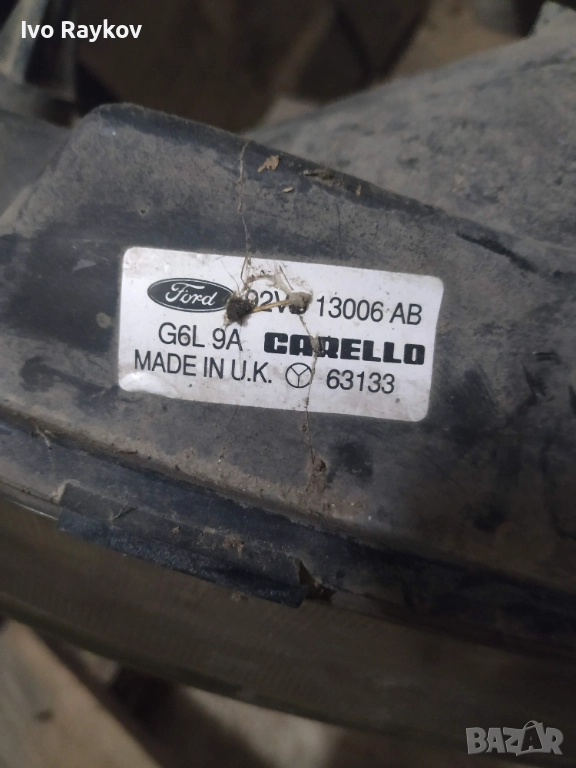 Ivo Raykov
Ford 13006 AB
G6L 9A CARELLO
MADE IN U.K. 63133
BAZAR